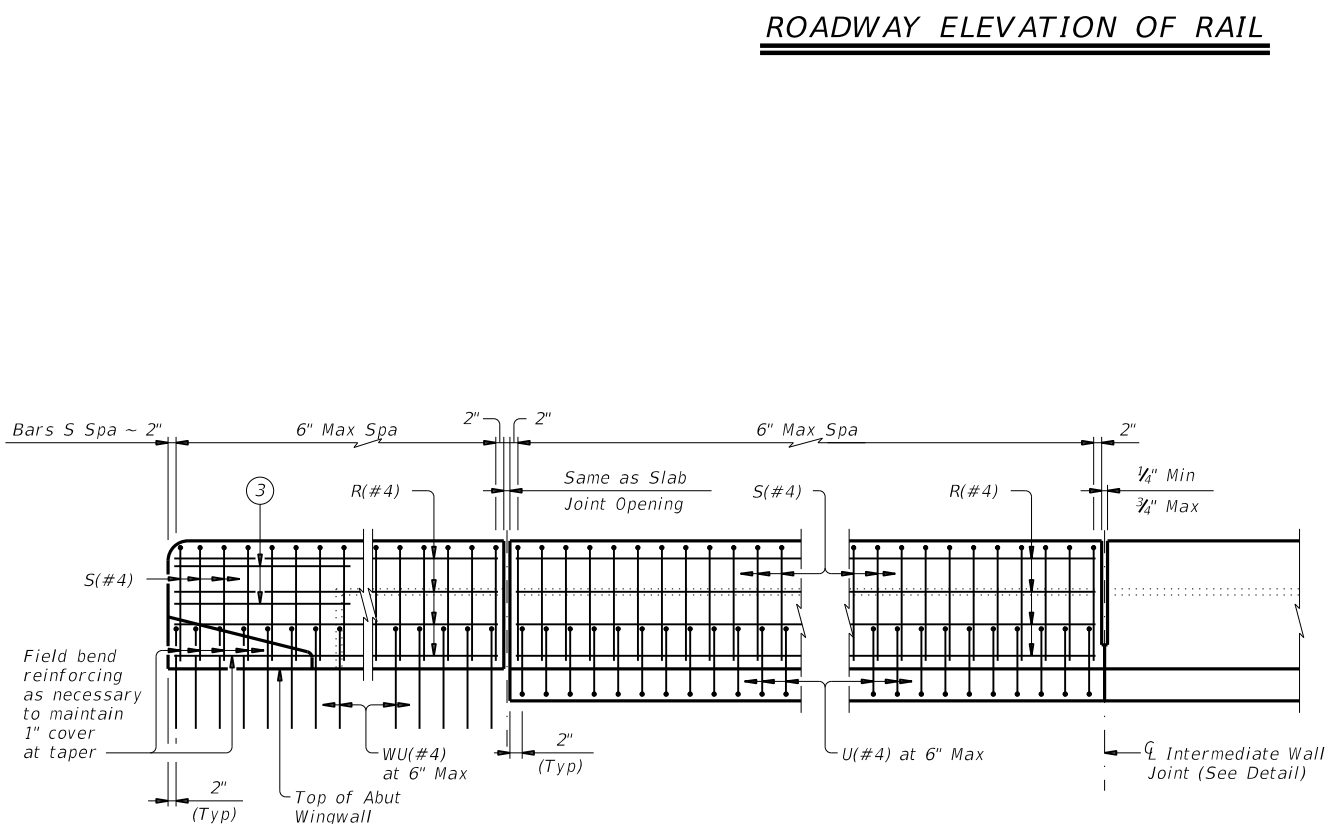 ROADWAY ELEVATION OF RAIL
Bars S Spa ~ 2"
6" Max Spa
2"
2"
6" Max Spa
2"
3
R(#4)
Same as Slab
Joint Opening
S(#4)
R(#4)
1/4" Min
3/4" Max
S(#4)
Field bend
reinforcing
as necessary
to maintain
1" cover
at taper
WU(#4)
at 6" Max
2"
(Typ)
U(#4) at 6" Max
℄ Intermediate Wall
Joint (See Detail)
2"
(Typ)
Top of Abut
Wingwall